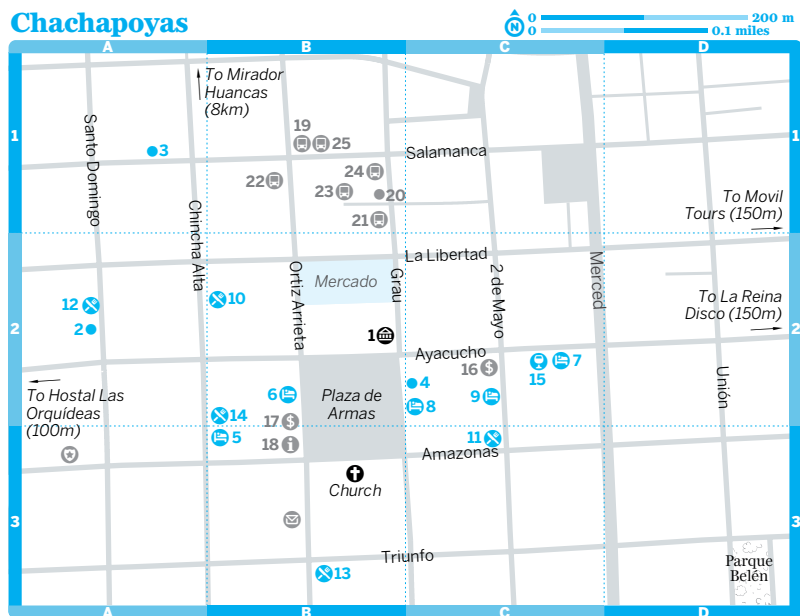 Chachapoyas
N
0
200 m
0
0.1 miles
A
B
C
D
To Mirador
Huancas
(8km)
1
Santo Domingo
3
19
25
Salamanca
24
22
23
20
21
1
To Movil
Tours (150m)
Chincha Alta
La Libertad
Ortiz Arrieta
Mercado
Grau
2 de Mayo
Merced
12
2
10
1
2
To La Reina
Disco (150m)
2
Ayacucho
16
$
15
7
Unión
To Hostal Las
Orquídeas
(100m)
6
Plaza de
Armas
4
9
8
14
17
$
5
18
i
11
Amazonas
Church
3
3
Triunfo
13
Parque
Belén
A
B
C
D